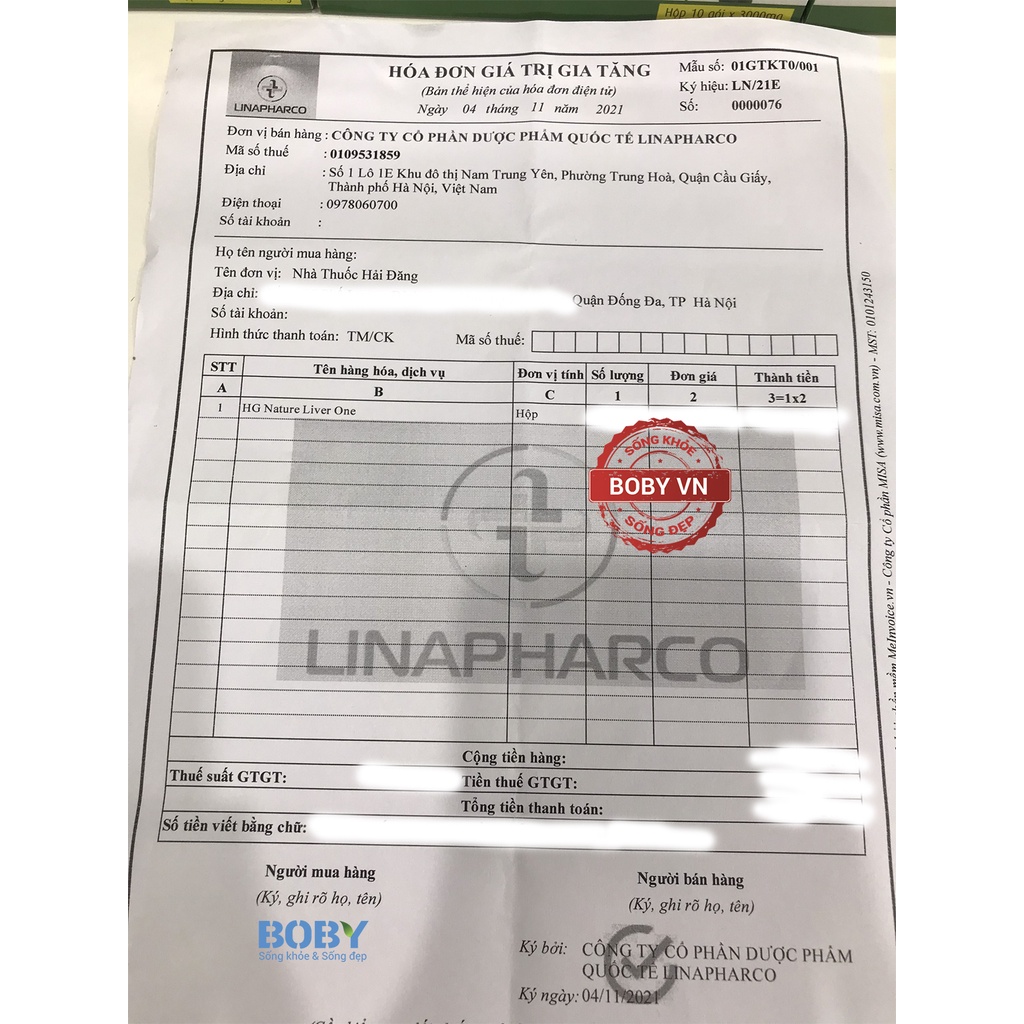 Hộp 10 gói x 3000mg
LINAPHARCO
HÓA ĐƠN GIÁ TRỊ GIA TĂNG
(Bản thể hiện của hóa đơn điện tử)
Ngày 04 tháng 11 năm 2021
Mẫu số: 01GTKT0/001
Ký hiệu: LN/21E
Số: 0000076
Đơn vị bán hàng : CÔNG TY CỔ PHẦN DƯỢC PHẨM QUỐC TẾ LINAPHARCO
Mã số thuế : 0109531859
Địa chỉ : Số 1 Lô 1E Khu đô thị Nam Trung Yên, Phường Trung Hoà, Quận Cầu Giấy,
Thành phố Hà Nội, Việt Nam
Điện thoại : 0978060700
Số tài khoản :
Họ tên người mua hàng:
Tên đơn vị: Nhà Thuốc Hải Đăng
Địa chỉ: Quận Đống Đa, TP Hà Nội
Số tài khoản:
Hình thức thanh toán: TM/CK Mã số thuế:
STT Tên hàng hóa, dịch vụ Đơn vị tính Số lượng Đơn giá Thành tiền
A B C 1 2 3=1x2
1 HG Nature Liver One Hộp
SỐNG KHỎE
BOBY VN
SỐNG ĐẸP
LINAPHARCO
Cộng tiền hàng:
Thuế suất GTGT: Tiền thuế GTGT:
Tổng tiền thanh toán:
Số tiền viết bằng chữ:
Người mua hàng
(Ký, ghi rõ họ, tên)
BOBY
Sống khỏe & Sống đẹp
Người bán hàng
(Ký, ghi rõ họ, tên)
Ký bởi: CÔNG TY CỔ PHẦN DƯỢC PHẨM
QUỐC TẾ LINAPHARCO
Ký ngày: 04/11/2021
mềm MeInvoice.vn - Công ty Cổ phần MISA (www.misa.com.vn) - MST: 0101243150